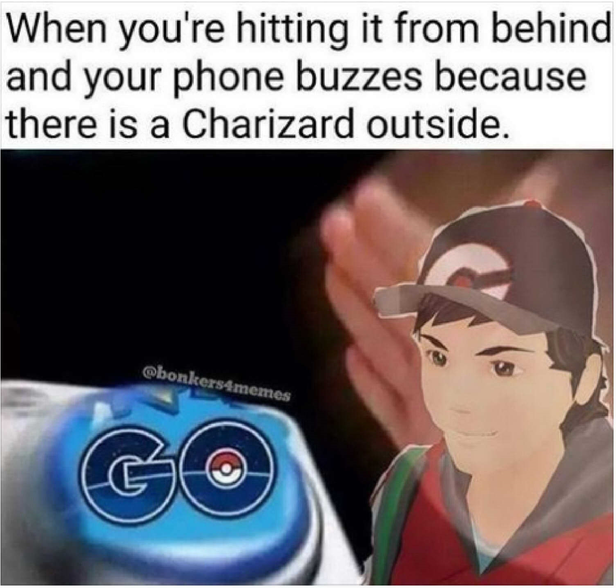 When you're hitting it from behind
and your phone buzzes because
there is a Charizard outside.
@bonkers4memes
GO